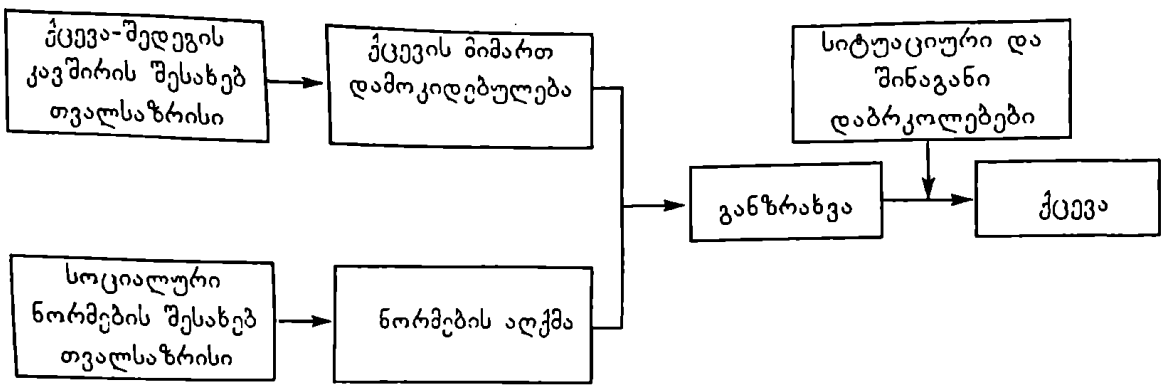 ქცევა-შედეგის
კავშირის შესახებ
თვალსაზრისი
ქცევის მიმართ
დამოკიდებულება
სიტუაციური და
შინაგანი
დაბრკოლებები
განზრახვა
ქცევა
სოციალური
ნორმების შესახებ
თვალსაზრისი
ნორმების აღქმა